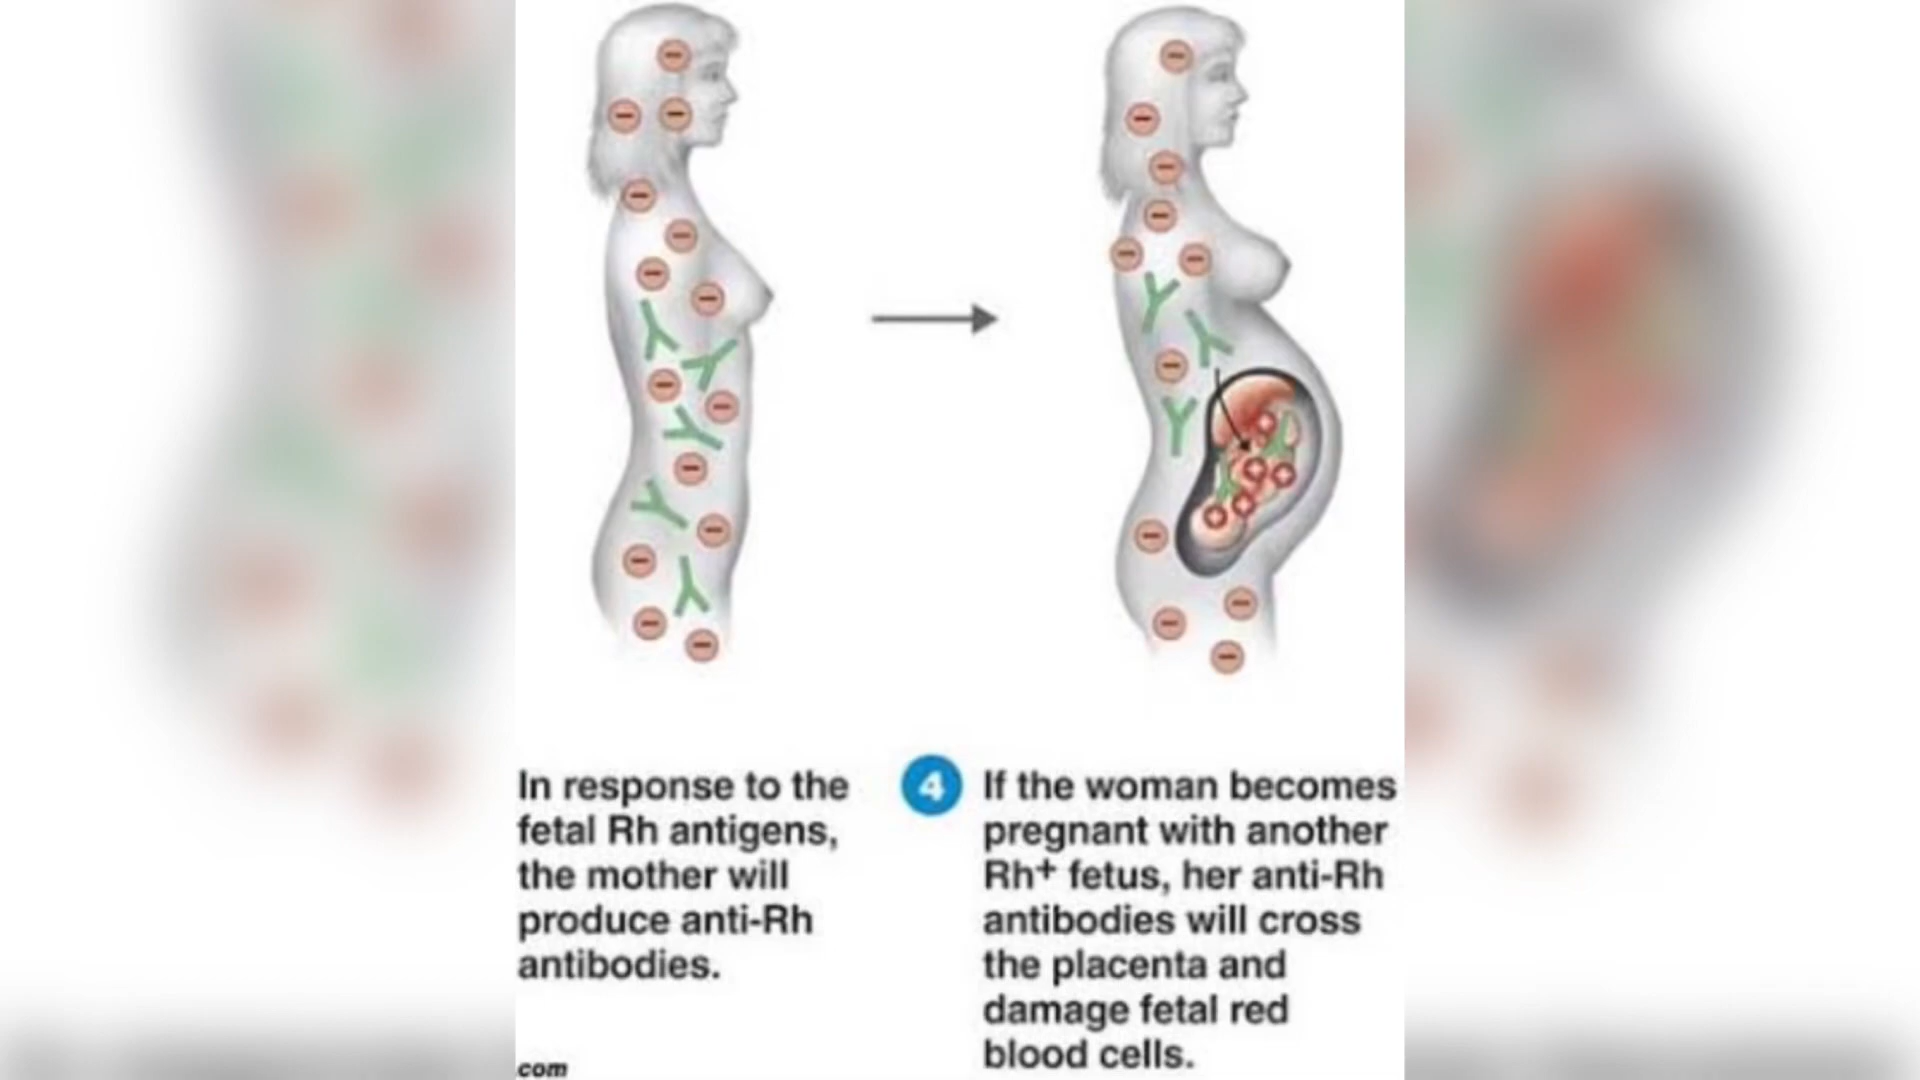 In response to the
fetal Rh antigens,
the mother will
produce anti-Rh
antibodies.
4
If the woman becomes
pregnant with another
Rh+ fetus, her anti-Rh
antibodies will cross
the placenta and
damage fetal red
blood cells.
com